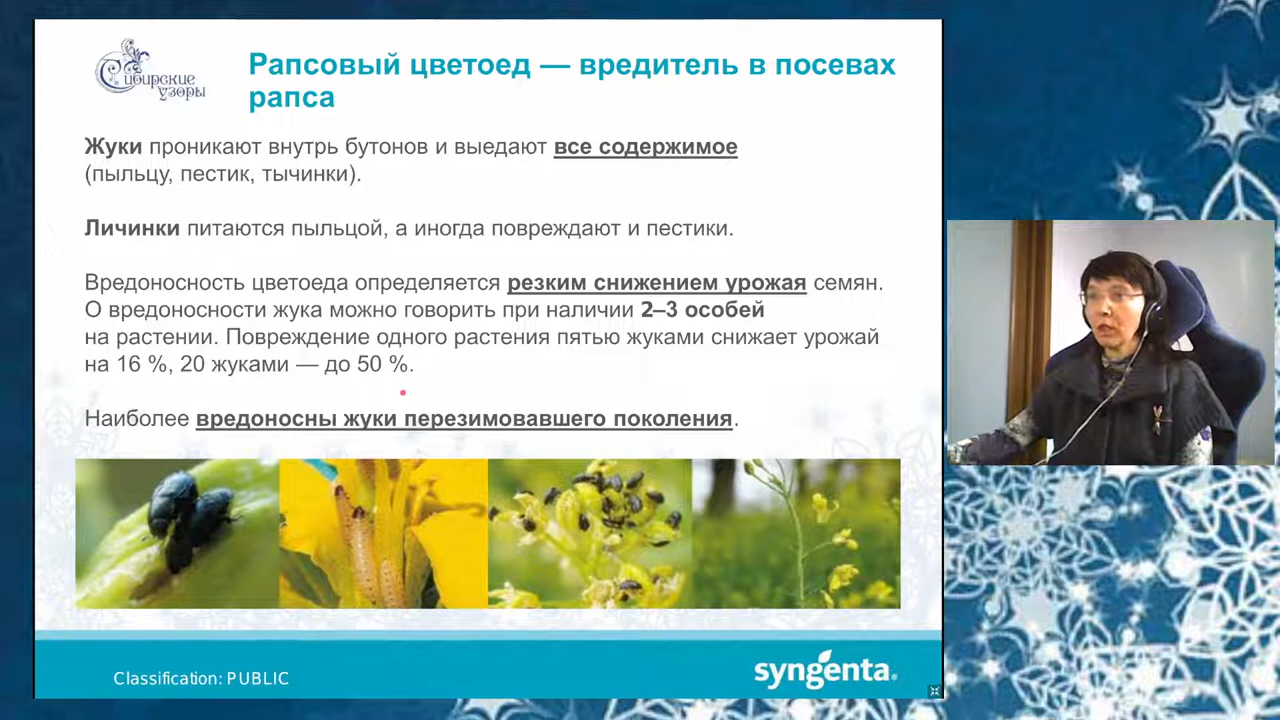 Сибирские
узоры
Рапсовый цветоед — вредитель в посевах
рапса
Жуки проникают внутрь бутонов и выедают все содержимое
(пыльцу, пестик, тычинки).
Личинки питаются пыльцой, а иногда повреждают и пестики.
Вредоносность цветоеда определяется резким снижением урожая семян.
О вредоносности жука можно говорить при наличии 2–3 особей
на растении. Повреждение одного растения пятью жуками снижает урожай
на 16 %, 20 жуками — до 50 %.
Наиболее вредоносны жуки перезимовавшего поколения.
Classification: PUBLIC
syngenta